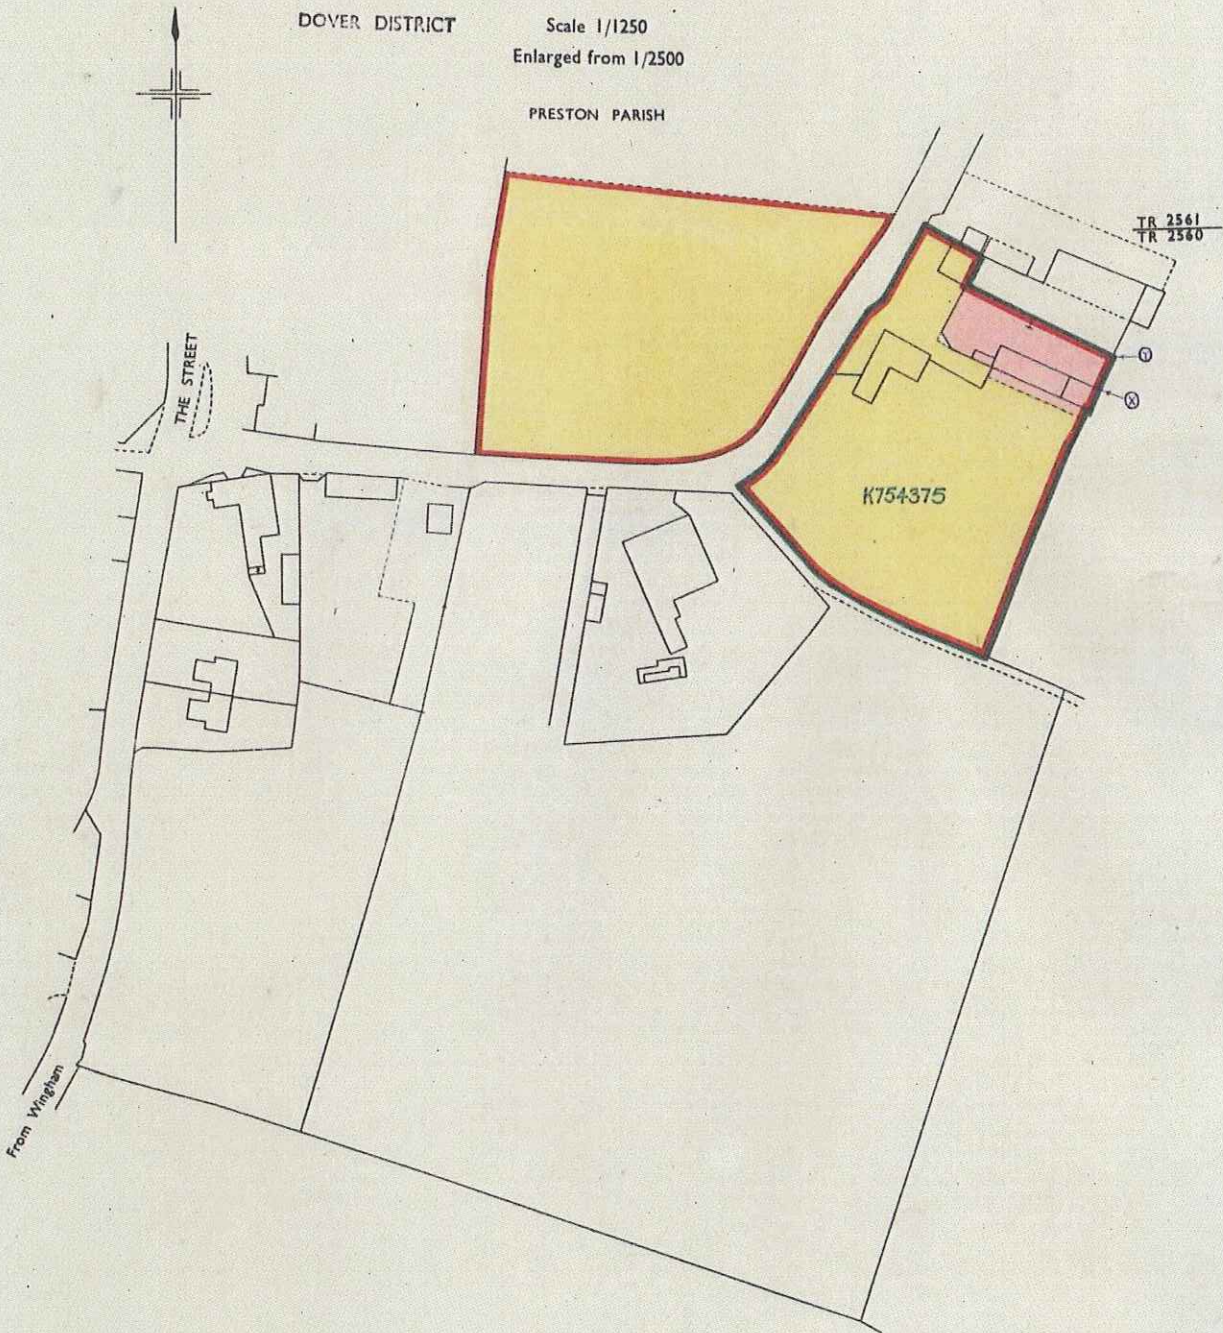 DOVER DISTRICT
Scale 1/1250
Enlarged from 1/2500
PRESTON PARISH
TR 2561
TR 2560
THE STREET
Y
X
K754375
From Wingham